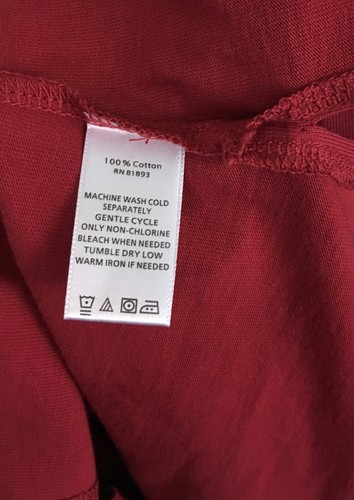 100% Cotton
RN 81893
MACHINE WASH COLD
SEPARATELY
GENTLE CYCLE
ONLY NON-CHLORINE
BLEACH WHEN NEEDED
TUMBLE DRY LOW
WARM IRON IF NEEDED